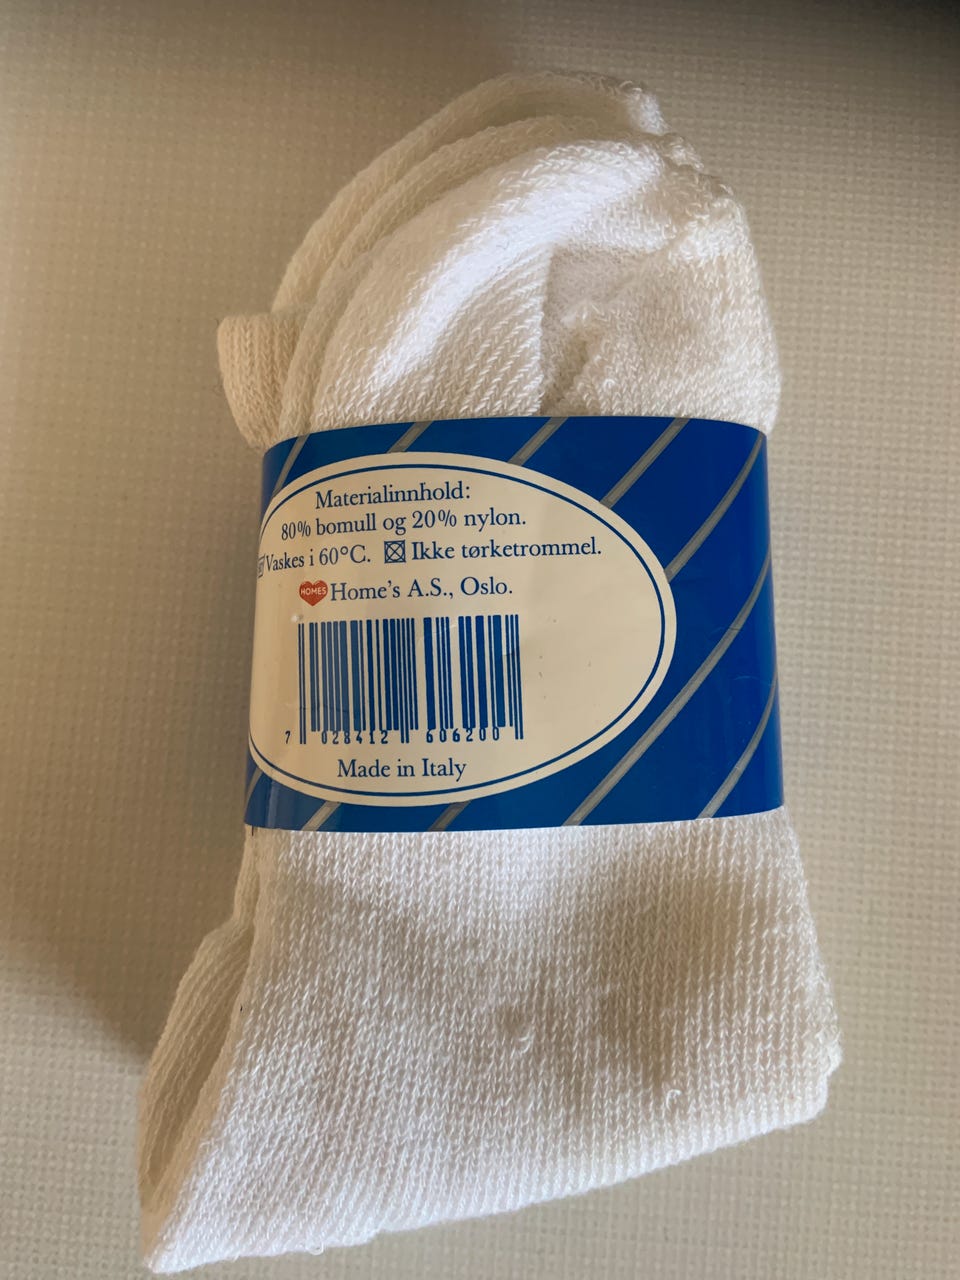 Materialinnhold:
80% bomull og 20% nylon.
Vaskes i 60°C. Ikke tørketrommel.
HOMES Home's A.S., Oslo.
7 028412 606200
Made in Italy